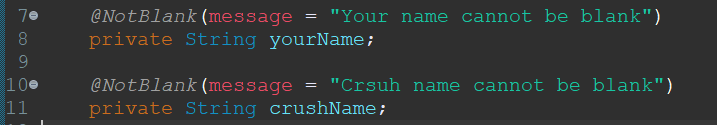 7 @NotBlank(message = "Your name cannot be blank")
8 private String yourName;
9
10 @NotBlank(message = "Crsuh name cannot be blank")
11 private String crushName;